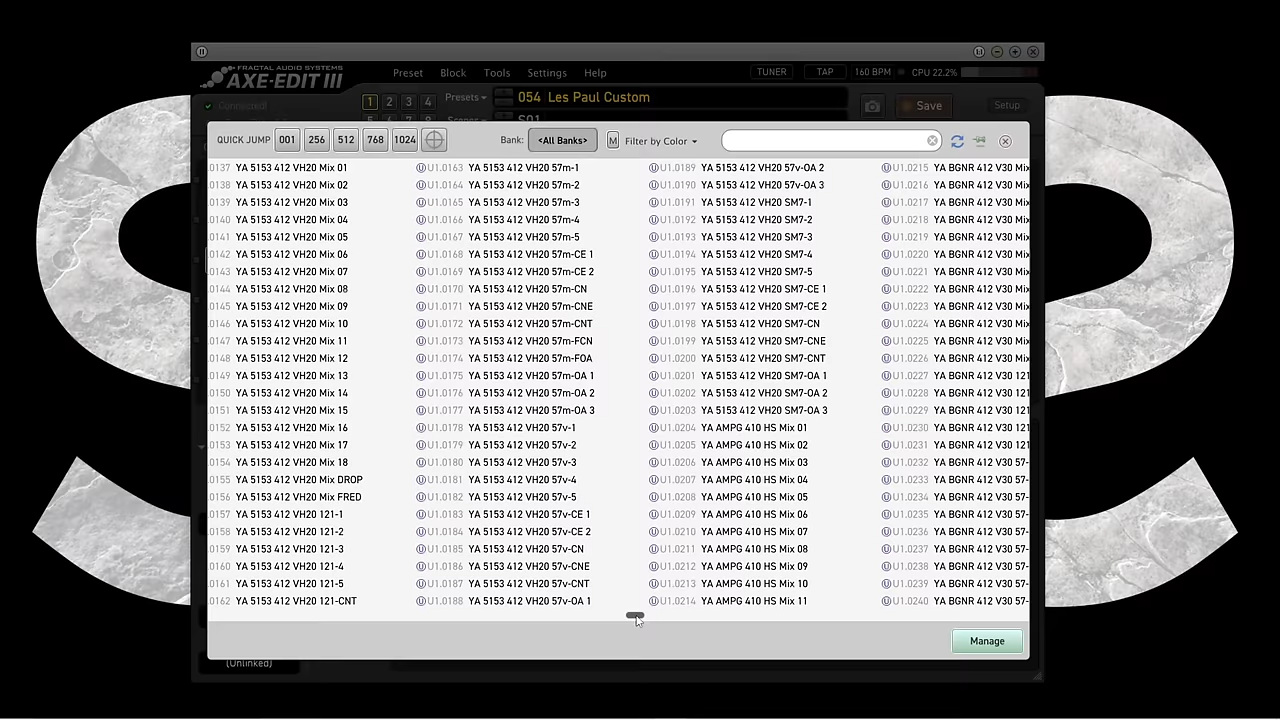 FRACTAL AUDIO SYSTEMS
AXE-EDIT III
Preset Block Tools Settings Help
TUNER TAP 160 BPM CPU 22.2%
Connected!
1 2 3 4
Presets
054 Les Paul Custom
Save
Setup
S01
QUICK JUMP 001 256 512 768 1024
Bank: <All Banks>
M Filter by Color
0137 YA 5153 412 VH20 Mix 01
0138 YA 5153 412 VH20 Mix 02
0139 YA 5153 412 VH20 Mix 03
0140 YA 5153 412 VH20 Mix 04
0141 YA 5153 412 VH20 Mix 05
0142 YA 5153 412 VH20 Mix 06
0143 YA 5153 412 VH20 Mix 07
0144 YA 5153 412 VH20 Mix 08
0145 YA 5153 412 VH20 Mix 09
0146 YA 5153 412 VH20 Mix 10
0147 YA 5153 412 VH20 Mix 11
0148 YA 5153 412 VH20 Mix 12
0149 YA 5153 412 VH20 Mix 13
0150 YA 5153 412 VH20 Mix 14
0151 YA 5153 412 VH20 Mix 15
0152 YA 5153 412 VH20 Mix 16
0153 YA 5153 412 VH20 Mix 17
0154 YA 5153 412 VH20 Mix 18
0155 YA 5153 412 VH20 Mix DROP
0156 YA 5153 412 VH20 Mix FRED
0157 YA 5153 412 VH20 121-1
0158 YA 5153 412 VH20 121-2
0159 YA 5153 412 VH20 121-3
0160 YA 5153 412 VH20 121-4
0161 YA 5153 412 VH20 121-5
0162 YA 5153 412 VH20 121-CNT
U1.0163 YA 5153 412 VH20 57m-1
U1.0164 YA 5153 412 VH20 57m-2
U1.0165 YA 5153 412 VH20 57m-3
U1.0166 YA 5153 412 VH20 57m-4
U1.0167 YA 5153 412 VH20 57m-5
U1.0168 YA 5153 412 VH20 57m-CE 1
U1.0169 YA 5153 412 VH20 57m-CE 2
U1.0170 YA 5153 412 VH20 57m-CN
U1.0171 YA 5153 412 VH20 57m-CNE
U1.0172 YA 5153 412 VH20 57m-CNT
U1.0173 YA 5153 412 VH20 57m-FCN
U1.0174 YA 5153 412 VH20 57m-FOA
U1.0175 YA 5153 412 VH20 57m-OA 1
U1.0176 YA 5153 412 VH20 57m-OA 2
U1.0177 YA 5153 412 VH20 57m-OA 3
U1.0178 YA 5153 412 VH20 57v-1
U1.0179 YA 5153 412 VH20 57v-2
U1.0180 YA 5153 412 VH20 57v-3
U1.0181 YA 5153 412 VH20 57v-4
U1.0182 YA 5153 412 VH20 57v-5
U1.0183 YA 5153 412 VH20 57v-CE 1
U1.0184 YA 5153 412 VH20 57v-CE 2
U1.0185 YA 5153 412 VH20 57v-CN
U1.0186 YA 5153 412 VH20 57v-CNE
U1.0187 YA 5153 412 VH20 57v-CNT
U1.0188 YA 5153 412 VH20 57v-OA 1
U1.0189 YA 5153 412 VH20 57v-OA 2
U1.0190 YA 5153 412 VH20 57v-OA 3
U1.0191 YA 5153 412 VH20 SM7-1
U1.0192 YA 5153 412 VH20 SM7-2
U1.0193 YA 5153 412 VH20 SM7-3
U1.0194 YA 5153 412 VH20 SM7-4
U1.0195 YA 5153 412 VH20 SM7-5
U1.0196 YA 5153 412 VH20 SM7-CE 1
U1.0197 YA 5153 412 VH20 SM7-CE 2
U1.0198 YA 5153 412 VH20 SM7-CN
U1.0199 YA 5153 412 VH20 SM7-CNE
U1.0200 YA 5153 412 VH20 SM7-CNT
U1.0201 YA 5153 412 VH20 SM7-OA 1
U1.0202 YA 5153 412 VH20 SM7-OA 2
U1.0203 YA 5153 412 VH20 SM7-OA 3
U1.0204 YA AMPG 410 HS Mix 01
U1.0205 YA AMPG 410 HS Mix 02
U1.0206 YA AMPG 410 HS Mix 03
U1.0207 YA AMPG 410 HS Mix 04
U1.0208 YA AMPG 410 HS Mix 05
U1.0209 YA AMPG 410 HS Mix 06
U1.0210 YA AMPG 410 HS Mix 07
U1.0211 YA AMPG 410 HS Mix 08
U1.0212 YA AMPG 410 HS Mix 09
U1.0213 YA AMPG 410 HS Mix 10
U1.0214 YA AMPG 410 HS Mix 11
U1.0215 YA BGNR 412 V30 Mix
U1.0216 YA BGNR 412 V30 Mix
U1.0217 YA BGNR 412 V30 Mix
U1.0218 YA BGNR 412 V30 Mix
U1.0219 YA BGNR 412 V30 Mix
U1.0220 YA BGNR 412 V30 Mix
U1.0221 YA BGNR 412 V30 Mix
U1.0222 YA BGNR 412 V30 Mix
U1.0223 YA BGNR 412 V30 Mix
U1.0224 YA BGNR 412 V30 Mix
U1.0225 YA BGNR 412 V30 Mix
U1.0226 YA BGNR 412 V30 Mix
U1.0227 YA BGNR 412 V30 121
U1.0228 YA BGNR 412 V30 121
U1.0229 YA BGNR 412 V30 121
U1.0230 YA BGNR 412 V30 121
U1.0231 YA BGNR 412 V30 121
U1.0232 YA BGNR 412 V30 57-
U1.0233 YA BGNR 412 V30 57-
U1.0234 YA BGNR 412 V30 57-
U1.0235 YA BGNR 412 V30 57-
U1.0236 YA BGNR 412 V30 57-
U1.0237 YA BGNR 412 V30 57-
U1.0238 YA BGNR 412 V30 57-
U1.0239 YA BGNR 412 V30 57-
U1.0240 YA BGNR 412 V30 57-
Manage
(Unlinked)